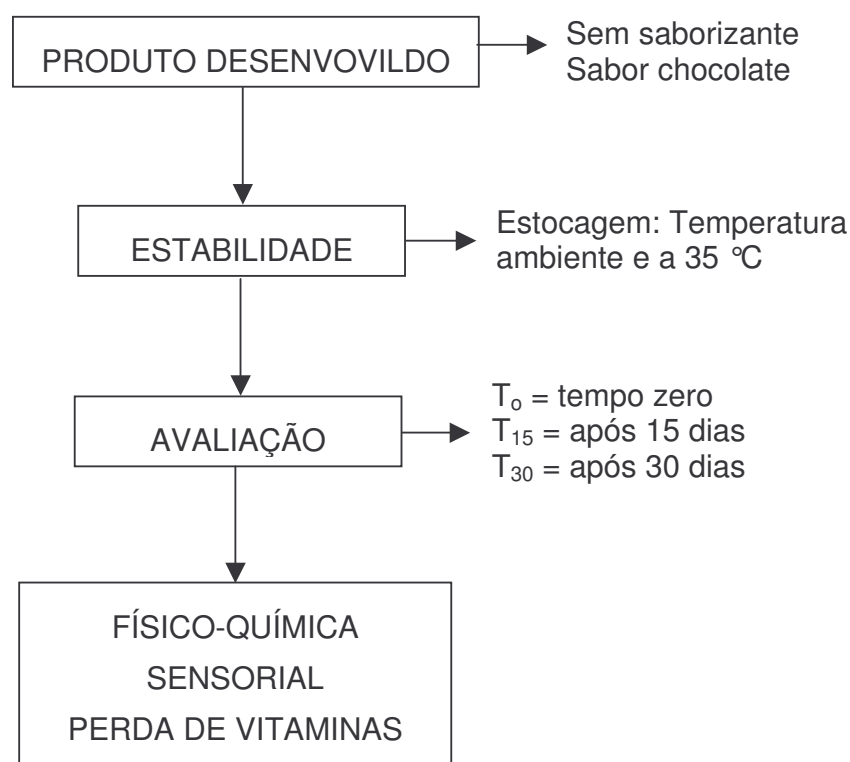 PRODUTO DESENVOVILDO
Sem saborizante
Sabor chocolate
ESTABILIDADE
Estocagem: Temperatura
ambiente e a 35 °C
AVALIAÇÃO
To = tempo zero
T15 = após 15 dias
T30 = após 30 dias
FÍSICO-QUÍMICA
SENSORIAL
PERDA DE VITAMINAS